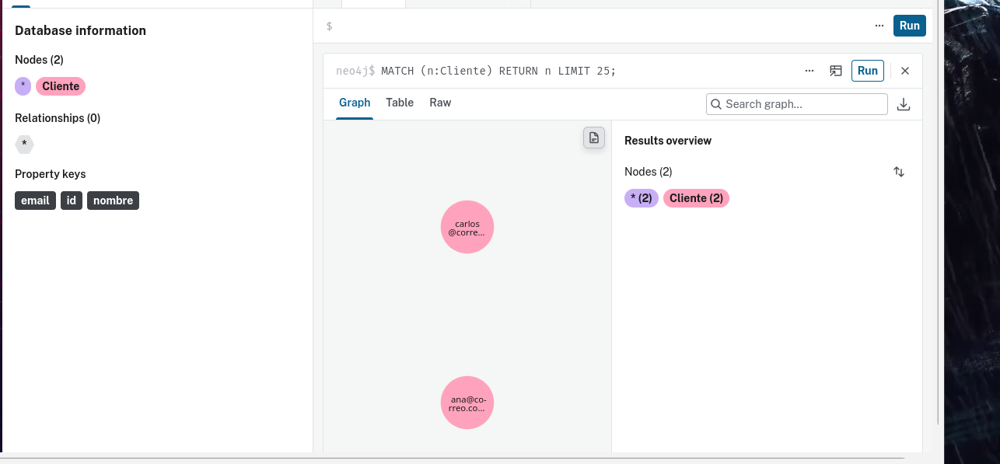 Database information
Nodes (2)
* Cliente
Relationships (0)
*
Property keys
email id nombre
$
... Run
neo4j$ MATCH (n:Cliente) RETURN n LIMIT 25;
... Run
Graph Table Raw
Search graph...
carlos
@corre...
ana@co-
rreo.co...
Results overview
Nodes (2)
* (2) Cliente (2)